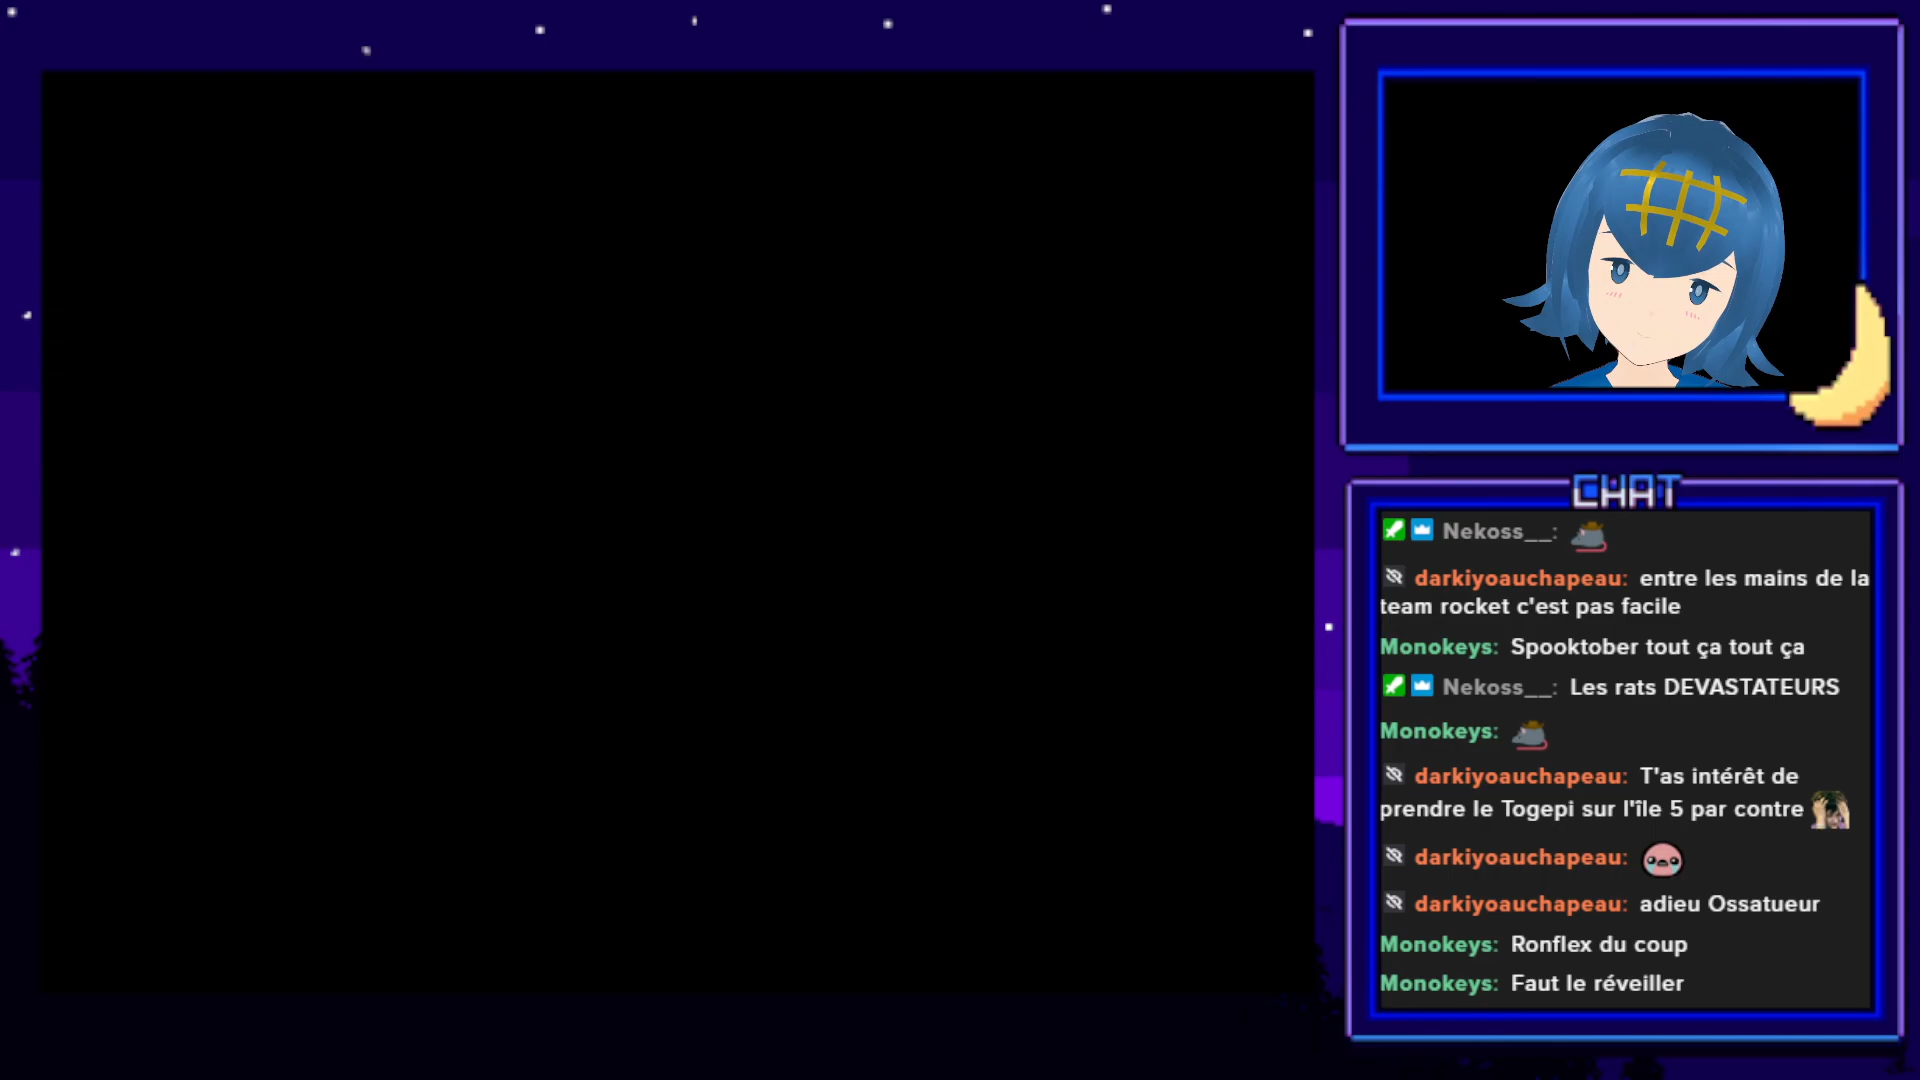 CHAT
Nekoss__:
darkiyoauchapeau: entre les mains de la
team rocket c'est pas facile
Monokeys: Spooktober tout ça tout ça
Nekoss__: Les rats DEVASTATEURS
Monokeys:
darkiyoauchapeau: T'as intérêt de
prendre le Togepi sur l'île 5 par contre
darkiyoauchapeau:
darkiyoauchapeau: adieu Ossatueur
Monokeys: Ronflex du coup
Monokeys: Faut le réveiller